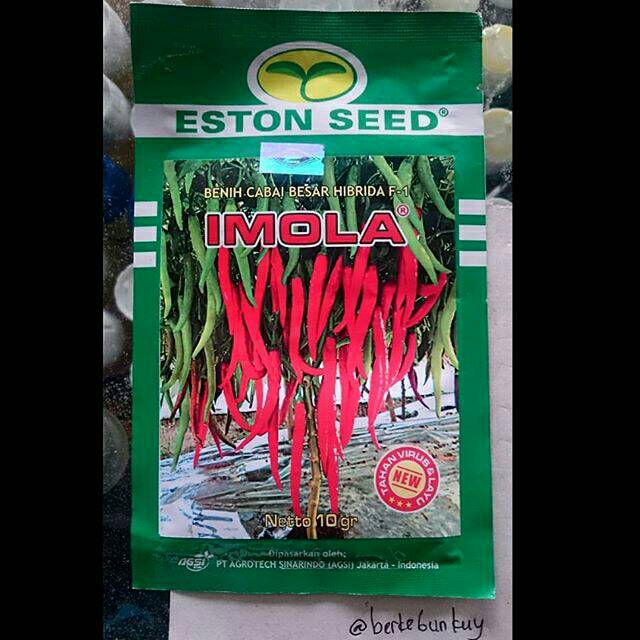 ESTON SEED®
BENIH CABAI BESAR HIBRIDA F-1
IMOLA®
TAHAN VIRUS & LAYU
NEW
Netto 10 gr
Dipasarkan oleh:
AGSI PT AGROTECH SINARINDO (AGSI) Jakarta - Indonesia
@berkebunkuy